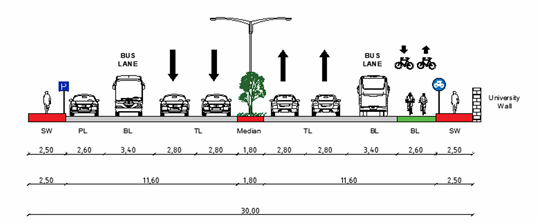 BUS
LANE
BUS
LANE
P
University
Wall
SW PL BL TL Median TL BL BL SW
2,50 2,60 3,40 2,80 2,80 1,80 2,80 2,80 3,40 2,60 2,50
2,50 11,60 1,80 11,60 2,50
30,00